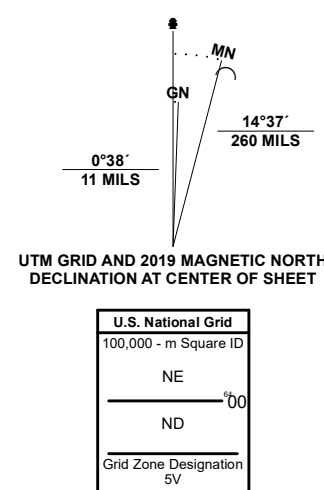 MN
GN
14°37´
260 MILS
0°38´
11 MILS
UTM GRID AND 2019 MAGNETIC NORTH
DECLINATION AT CENTER OF SHEET
U.S. National Grid
100,000 - m Square ID
NE
6400
ND
Grid Zone Designation
5V